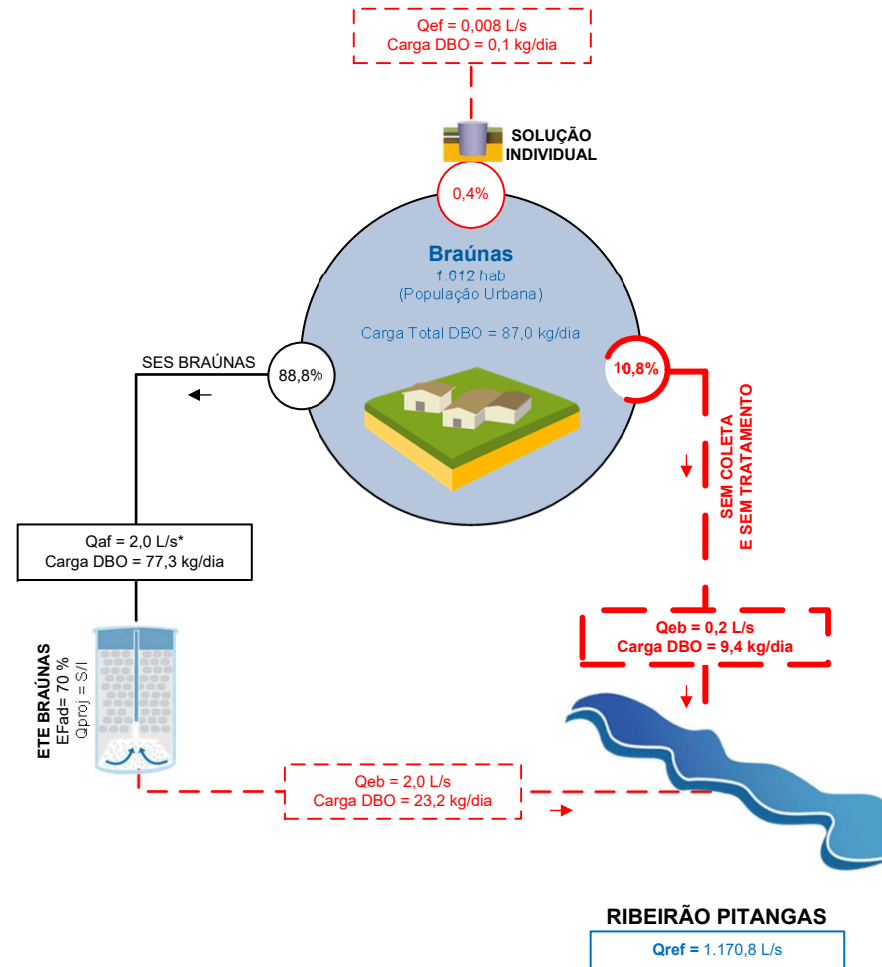 Qef = 0,008 L/s
Carga DBO = 0,1 kg/dia
SOLUÇÃO
INDIVIDUAL
0,4%
Braúnas
1.612 hab
(População Urbana)
Carga Total DBO = 87,0 kg/dia
SES BRAÚNAS
88,8%
10,8%
SEM COLETA
E SEM TRATAMENTO
Qaf = 2,0 L/s*
Carga DBO = 77,3 kg/dia
Qeb = 0,2 L/s
Carga DBO = 9,4 kg/dia
ETE BRAÚNAS
EFad= 70 %
Qproj = S/I
Qeb = 2,0 L/s
Carga DBO = 23,2 kg/dia
RIBEIRÃO PITANGAS
Qref = 1.170,8 L/s